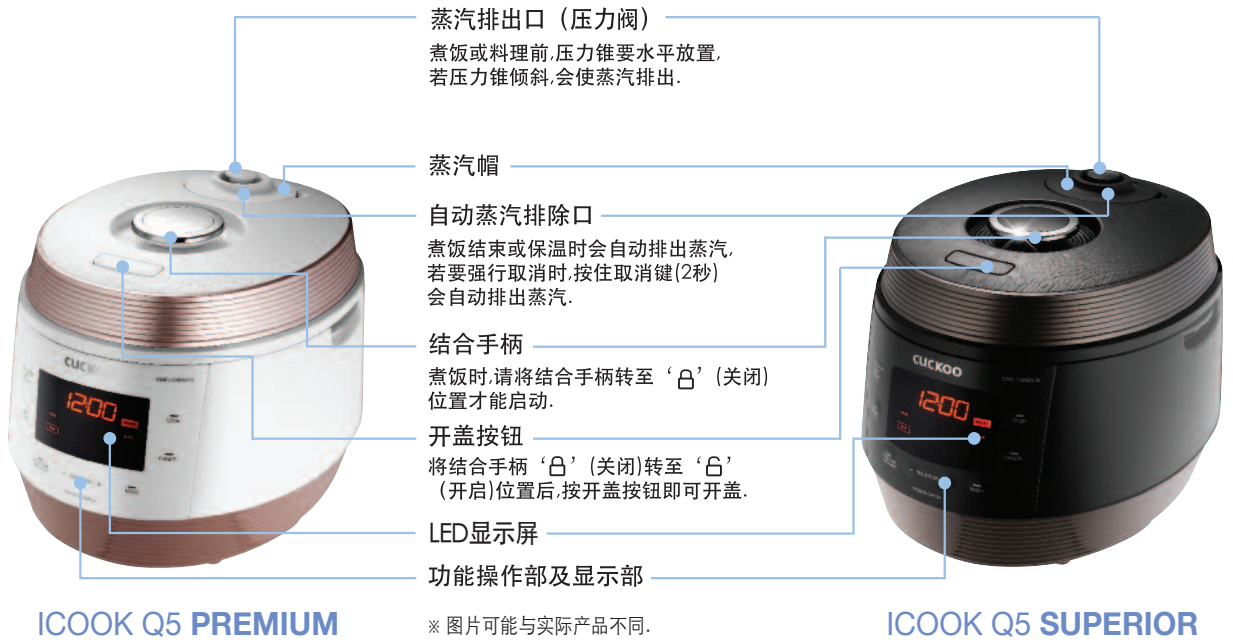 蒸汽排出口（压力阀）
煮饭或料理前,压力锥要水平放置,
若压力锥倾斜,会使蒸汽排出.
蒸汽帽
自动蒸汽排除口
煮饭结束或保温时会自动排出蒸汽,
若要强行取消时,按住取消键(2秒)
会自动排出蒸汽.
结合手柄
煮饭时,请将结合手柄转至‘🔒’(关闭)
位置才能启动.
开盖按钮
将结合手柄‘🔒’(关闭)转至‘🔓’
(开启)位置后,按开盖按钮即可开盖.
LED显示屏
功能操作部及显示部
CUCKOO
12:00
CUCKOO
12:00
ICOOK Q5 PREMIUM
※ 图片可能与实际产品不同.
ICOOK Q5 SUPERIOR